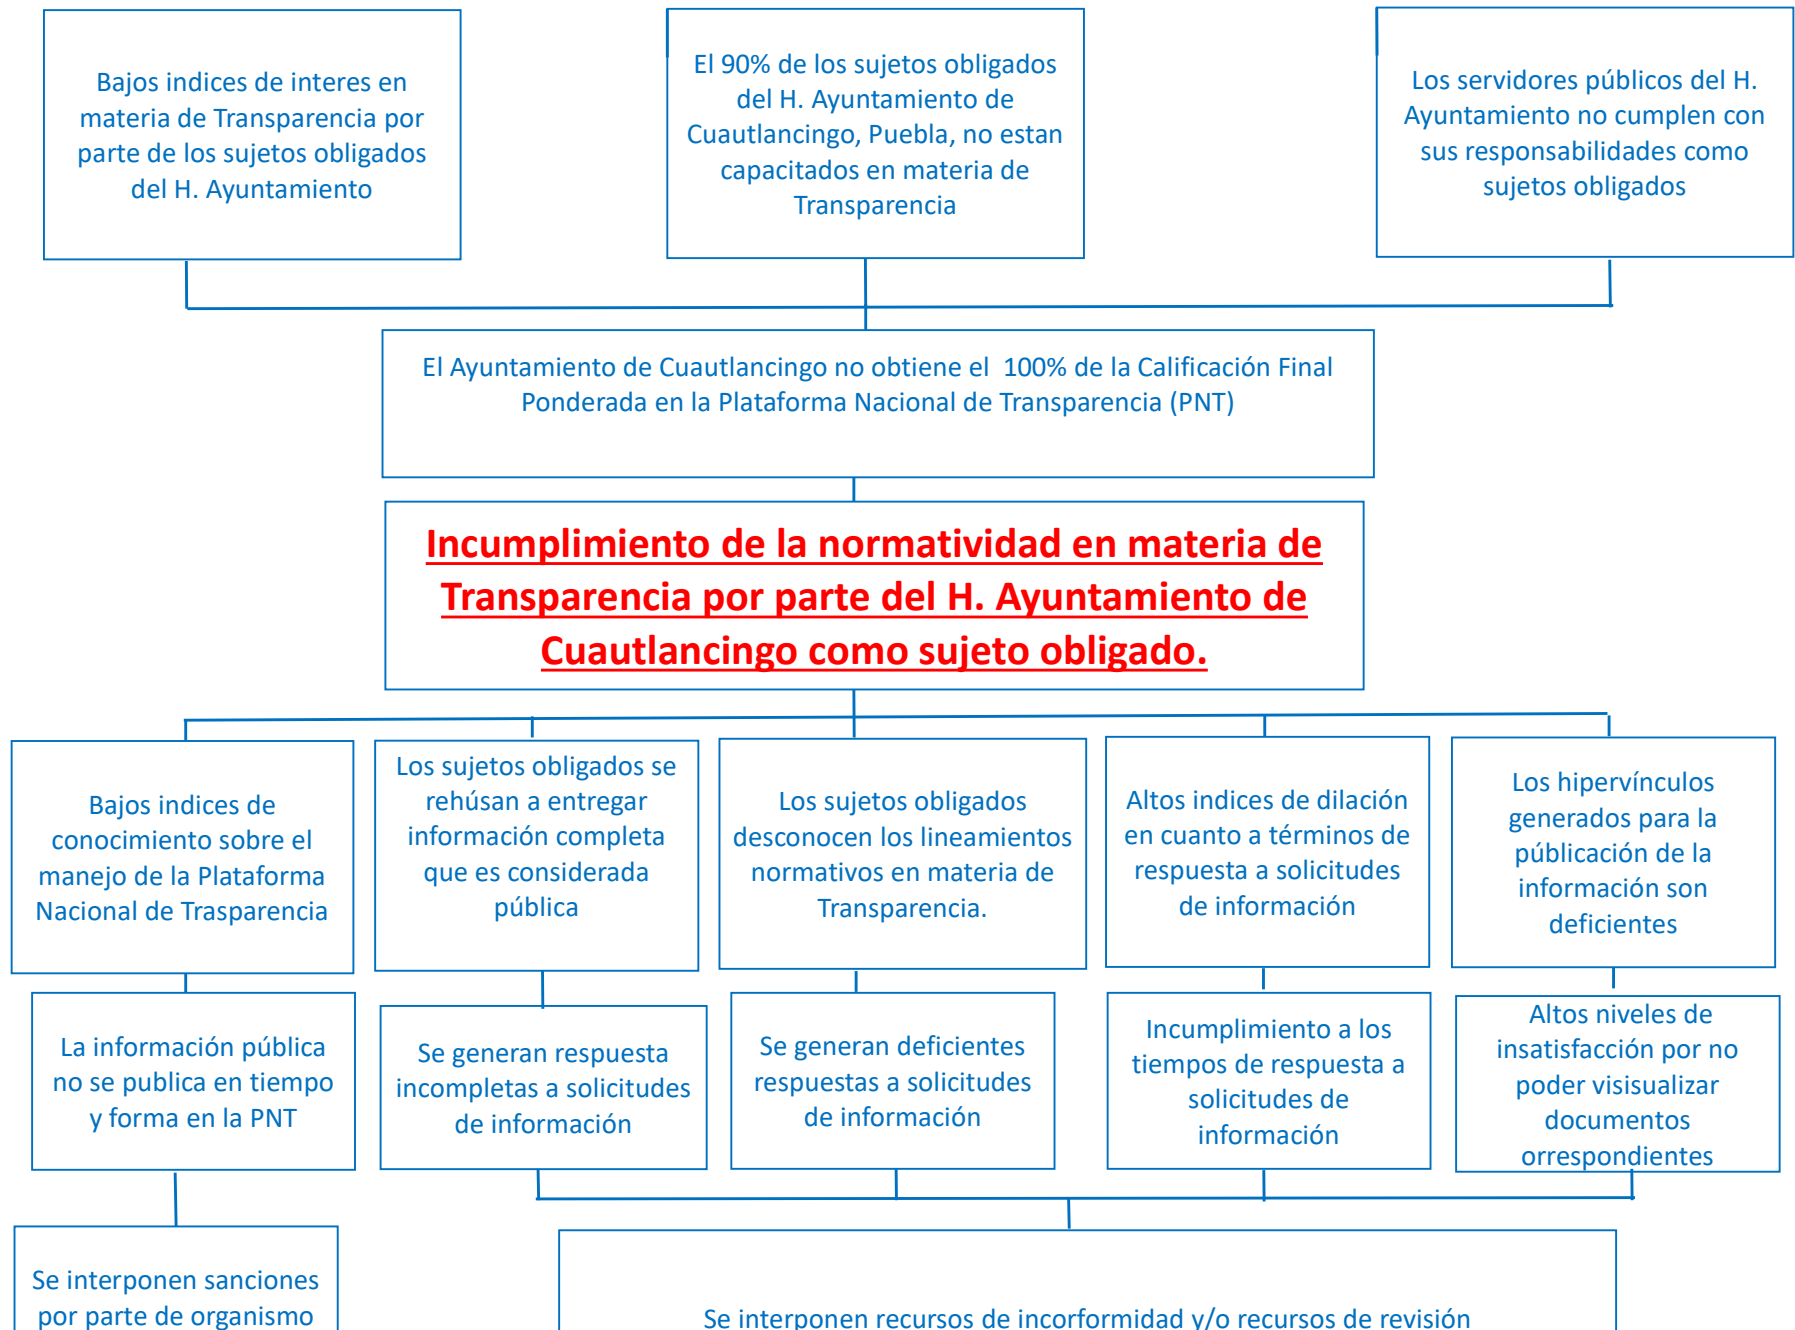 Bajos indices de interes en
materia de Transparencia por
parte de los sujetos obligados
del H. Ayuntamiento
El 90% de los sujetos obligados
del H. Ayuntamiento de
Cuautlancingo, Puebla, no estan
capacitados en materia de
Transparencia
Los servidores públicos del H.
Ayuntamiento no cumplen con
sus responsabilidades como
sujetos obligados
El Ayuntamiento de Cuautlancingo no obtiene el 100% de la Calificación Final
Ponderada en la Plataforma Nacional de Transparencia (PNT)
Incumplimiento de la normatividad en materia de
Transparencia por parte del H. Ayuntamiento de
Cuautlancingo como sujeto obligado.
Bajos indices de
conocimiento sobre el
manejo de la Plataforma
Nacional de Trasparencia
Los sujetos obligados se
rehúsan a entregar
información completa
que es considerada
pública
Los sujetos obligados
desconocen los lineamientos
normativos en materia de
Transparencia.
Altos indices de dilación
en cuanto a términos de
respuesta a solicitudes
de información
Los hipervínculos
generados para la
públicación de la
información son
deficientes
La información pública
no se publica en tiempo
y forma en la PNT
Se generan respuesta
incompletas a solicitudes
de información
Se generan deficientes
respuestas a solicitudes
de información
Incumplimiento a los
tiempos de respuesta a
solicitudes de
información
Altos niveles de
insatisfacción por no
poder visisualizar
documentos
orrespondientes
Se interponen sanciones
por parte de organismo
Se interponen recursos de incorformidad y/o recursos de revisión